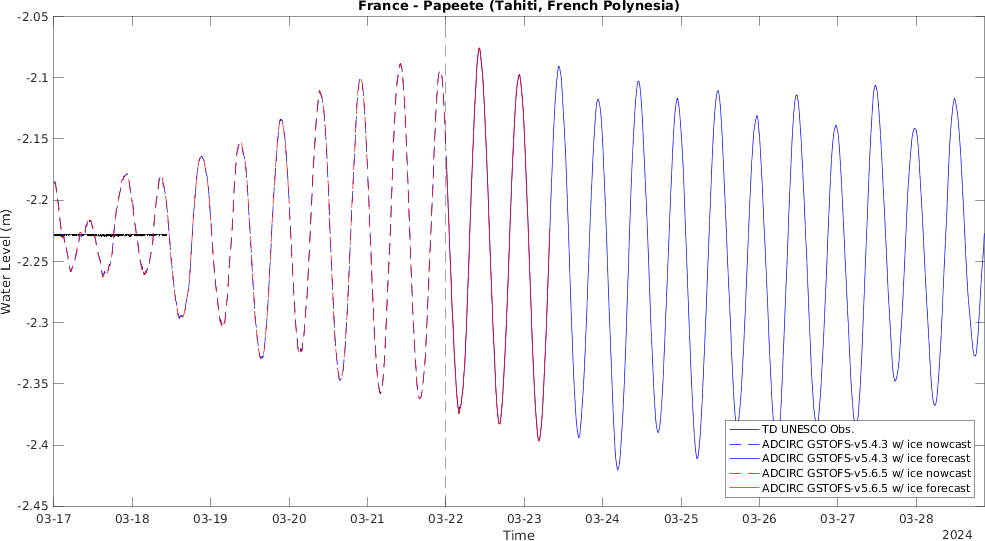 France - Papeete (Tahiti, French Polynesia)
-2.05
-2.1
-2.15
-2.2
-2.25
-2.3
-2.35
-2.4
-2.45
Water Level (m)
TD UNESCO Obs.
ADCIRC GSTOFS-v5.4.3 w/ ice nowcast
ADCIRC GSTOFS-v5.4.3 w/ ice forecast
ADCIRC GSTOFS-v5.6.5 w/ ice nowcast
ADCIRC GSTOFS-v5.6.5 w/ ice forecast
03-17 03-18 03-19 03-20 03-21 03-22 03-23 03-24 03-25 03-26 03-27 03-28
Time
2024